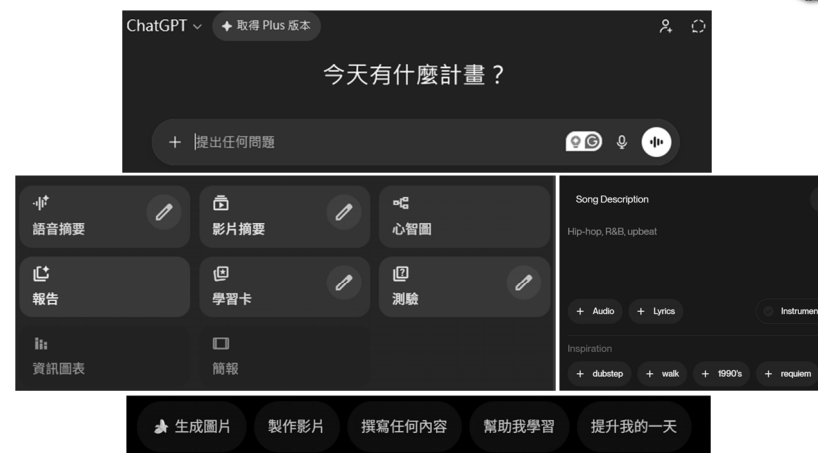 ChatGPT
取得 Plus 版本
今天有什麼計畫？
提出任何問題
語音摘要
影片摘要
心智圖
報告
學習卡
測驗
資訊圖表
簡報
Song Description
Hip-hop, R&B, upbeat
+ Audio
+ Lyrics
Instrumen
Inspiration
+ dubstep
+ walk
+ 1990's
+ requiem
生成圖片
製作影片
撰寫任何內容
幫助我學習
提升我的一天